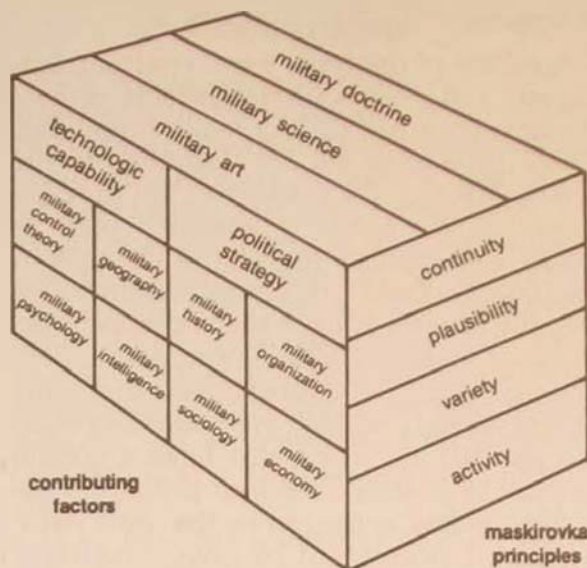 military doctrine
military science
military art
technologic
capability
political
strategy
military
control
theory
military
geography
military
history
military
organization
military
psychology
military
intelligence
military
sociology
military
economy
continuity
plausibility
variety
activity
contributing
factors
maskirovka
principles